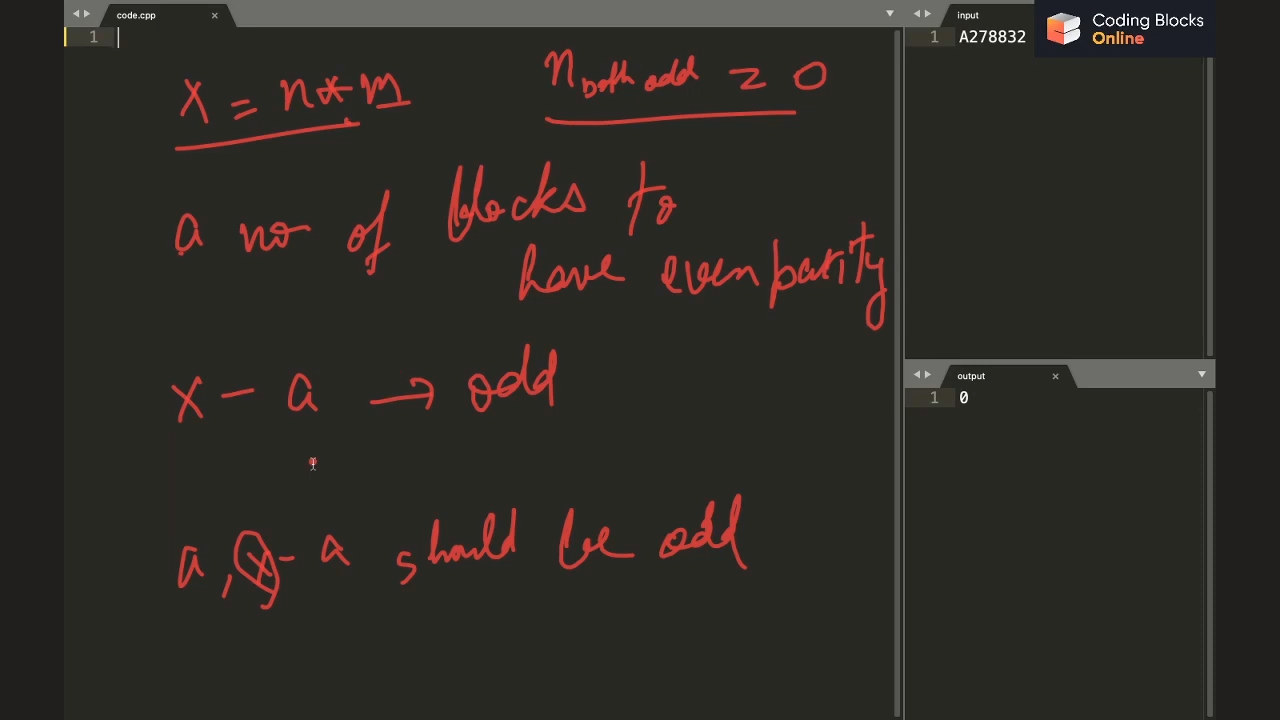 code.cpp
1
input
1 A278832
Coding Blocks
Online
X = n * m
n both odd = 0
a no of blocks to
have even parity
x - a → odd
a, x - a should be odd
output
1 0